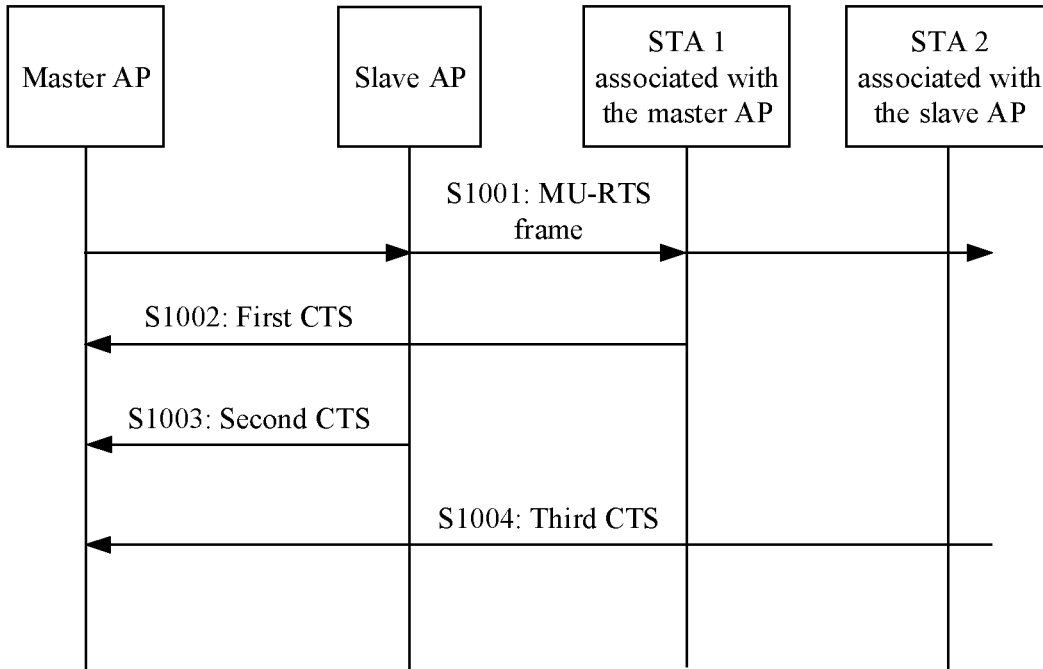 Master AP
Slave AP
STA 1
associated with
the master AP
STA 2
associated with
the slave AP
S1001: MU-RTS
frame
S1002: First CTS
S1003: Second CTS
S1004: Third CTS